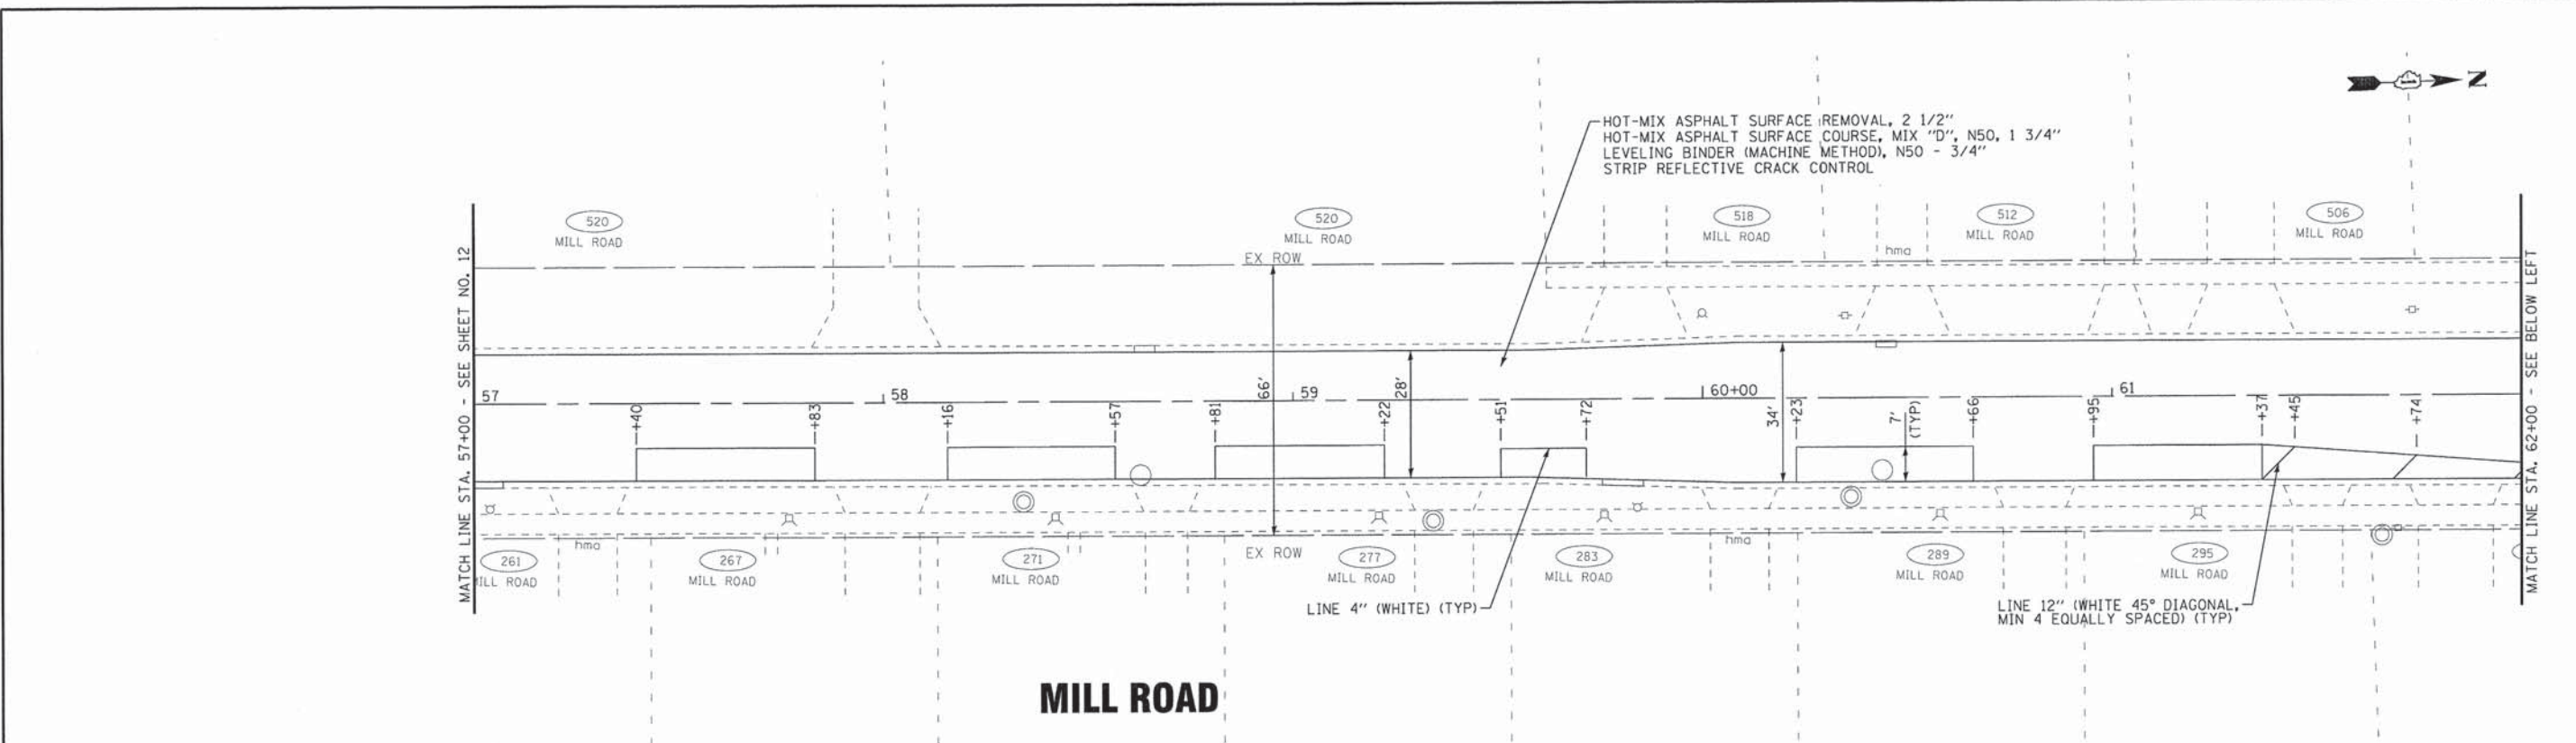 N
HOT-MIX ASPHALT SURFACE REMOVAL, 2 1/2"
HOT-MIX ASPHALT SURFACE COURSE, MIX "D", N50, 1 3/4"
LEVELING BINDER (MACHINE METHOD), N50 - 3/4"
STRIP REFLECTIVE CRACK CONTROL
520
MILL ROAD
520
MILL ROAD
518
MILL ROAD
512
MILL ROAD
506
MILL ROAD
EX ROW
hma
MATCH LINE STA. 57+00 - SEE SHEET NO. 12
MATCH LINE STA. 62+00 - SEE BELOW LEFT
57
58
59
60+00
61
66'
28'
34'
7'
(TYP)
+40
+83
+16
+57
+81
+22
+51
+72
+23
+66
+95
+37
+45
+74
hma
EX ROW
hma
261
ILL ROAD
267
MILL ROAD
271
MILL ROAD
277
MILL ROAD
283
MILL ROAD
289
MILL ROAD
295
MILL ROAD
LINE 4" (WHITE) (TYP)
LINE 12" (WHITE 45° DIAGONAL,
MIN 4 EQUALLY SPACED) (TYP)
MILL ROAD